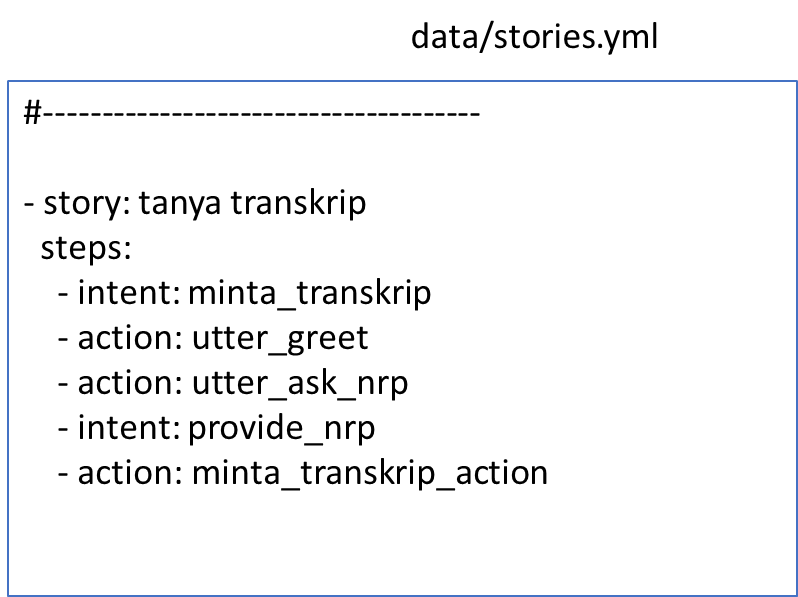 data/stories.yml
#-------------------------------------
- story: tanya transkrip
steps:
- intent: minta_transkrip
- action: utter_greet
- action: utter_ask_nrp
- intent: provide_nrp
- action: minta_transkrip_action